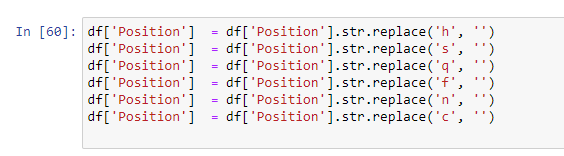 In [60]: df['Position']  = df['Position'].str.replace('h', '')
df['Position']  = df['Position'].str.replace('s', '')
df['Position']  = df['Position'].str.replace('q', '')
df['Position']  = df['Position'].str.replace('f', '')
df['Position']  = df['Position'].str.replace('n', '')
df['Position']  = df['Position'].str.replace('c', '')